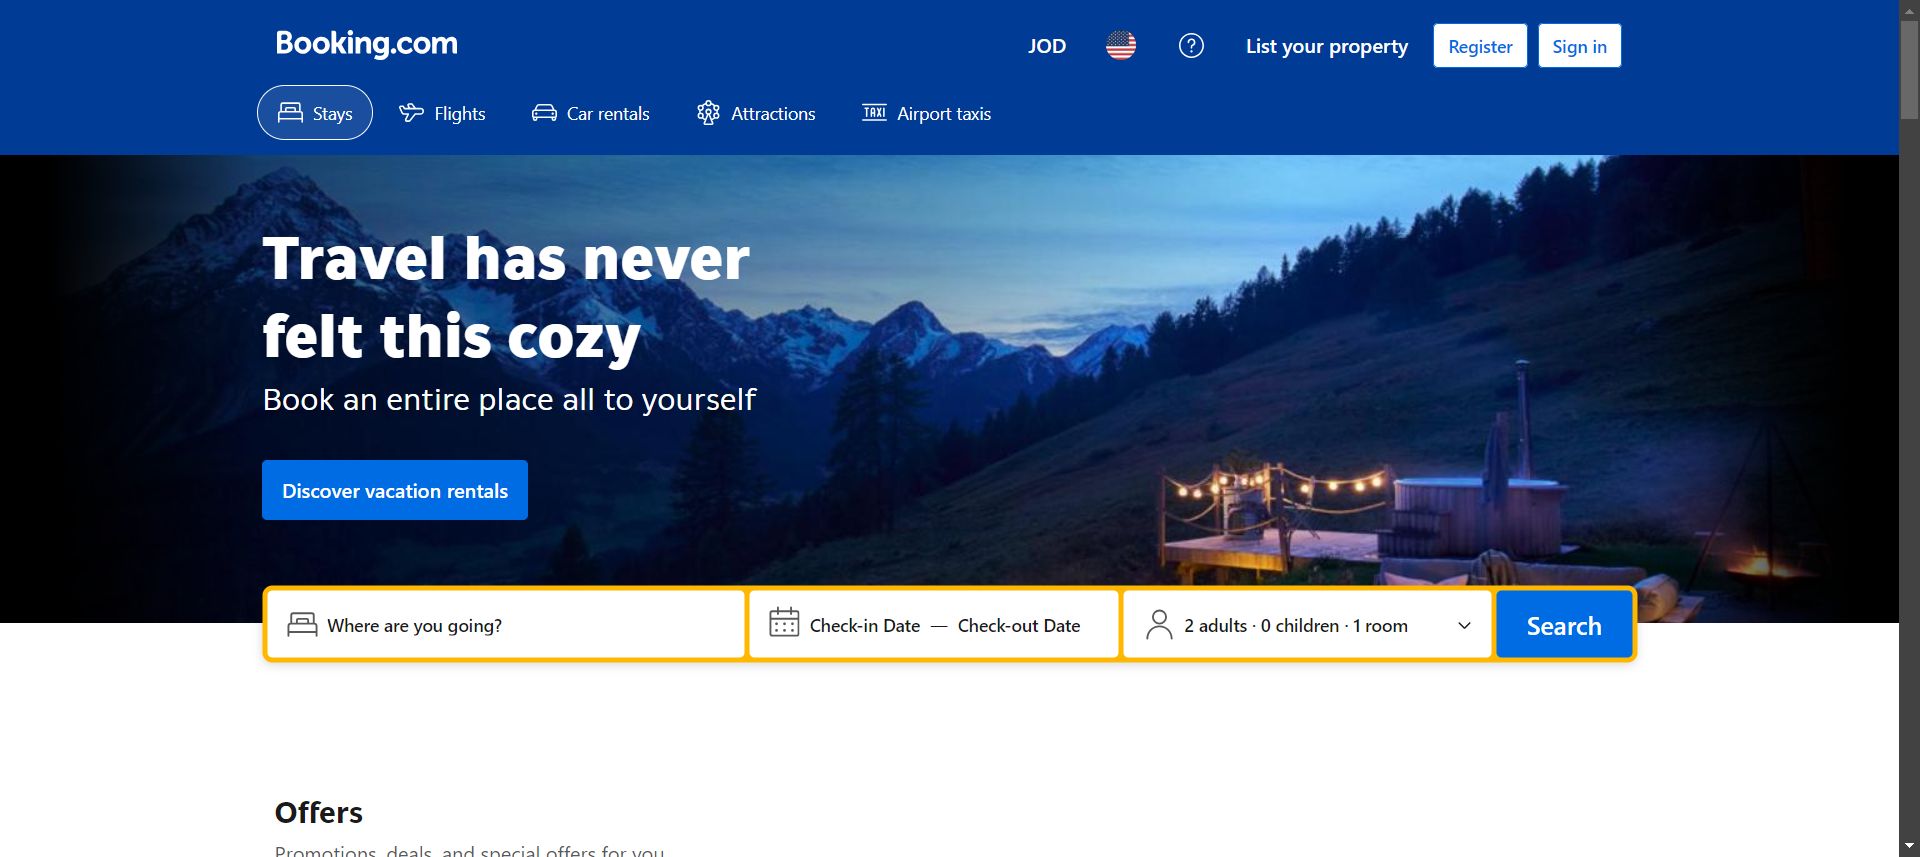 Booking.com
JOD
List your property
Register
Sign in
Stays
Flights
Car rentals
Attractions
TAXI
Airport taxis
Travel has never
felt this cozy
Book an entire place all to yourself
Discover vacation rentals
Where are you going?
Check-in Date — Check-out Date
2 adults · 0 children · 1 room
Search
Offers
Promotions, deals, and special offers for you